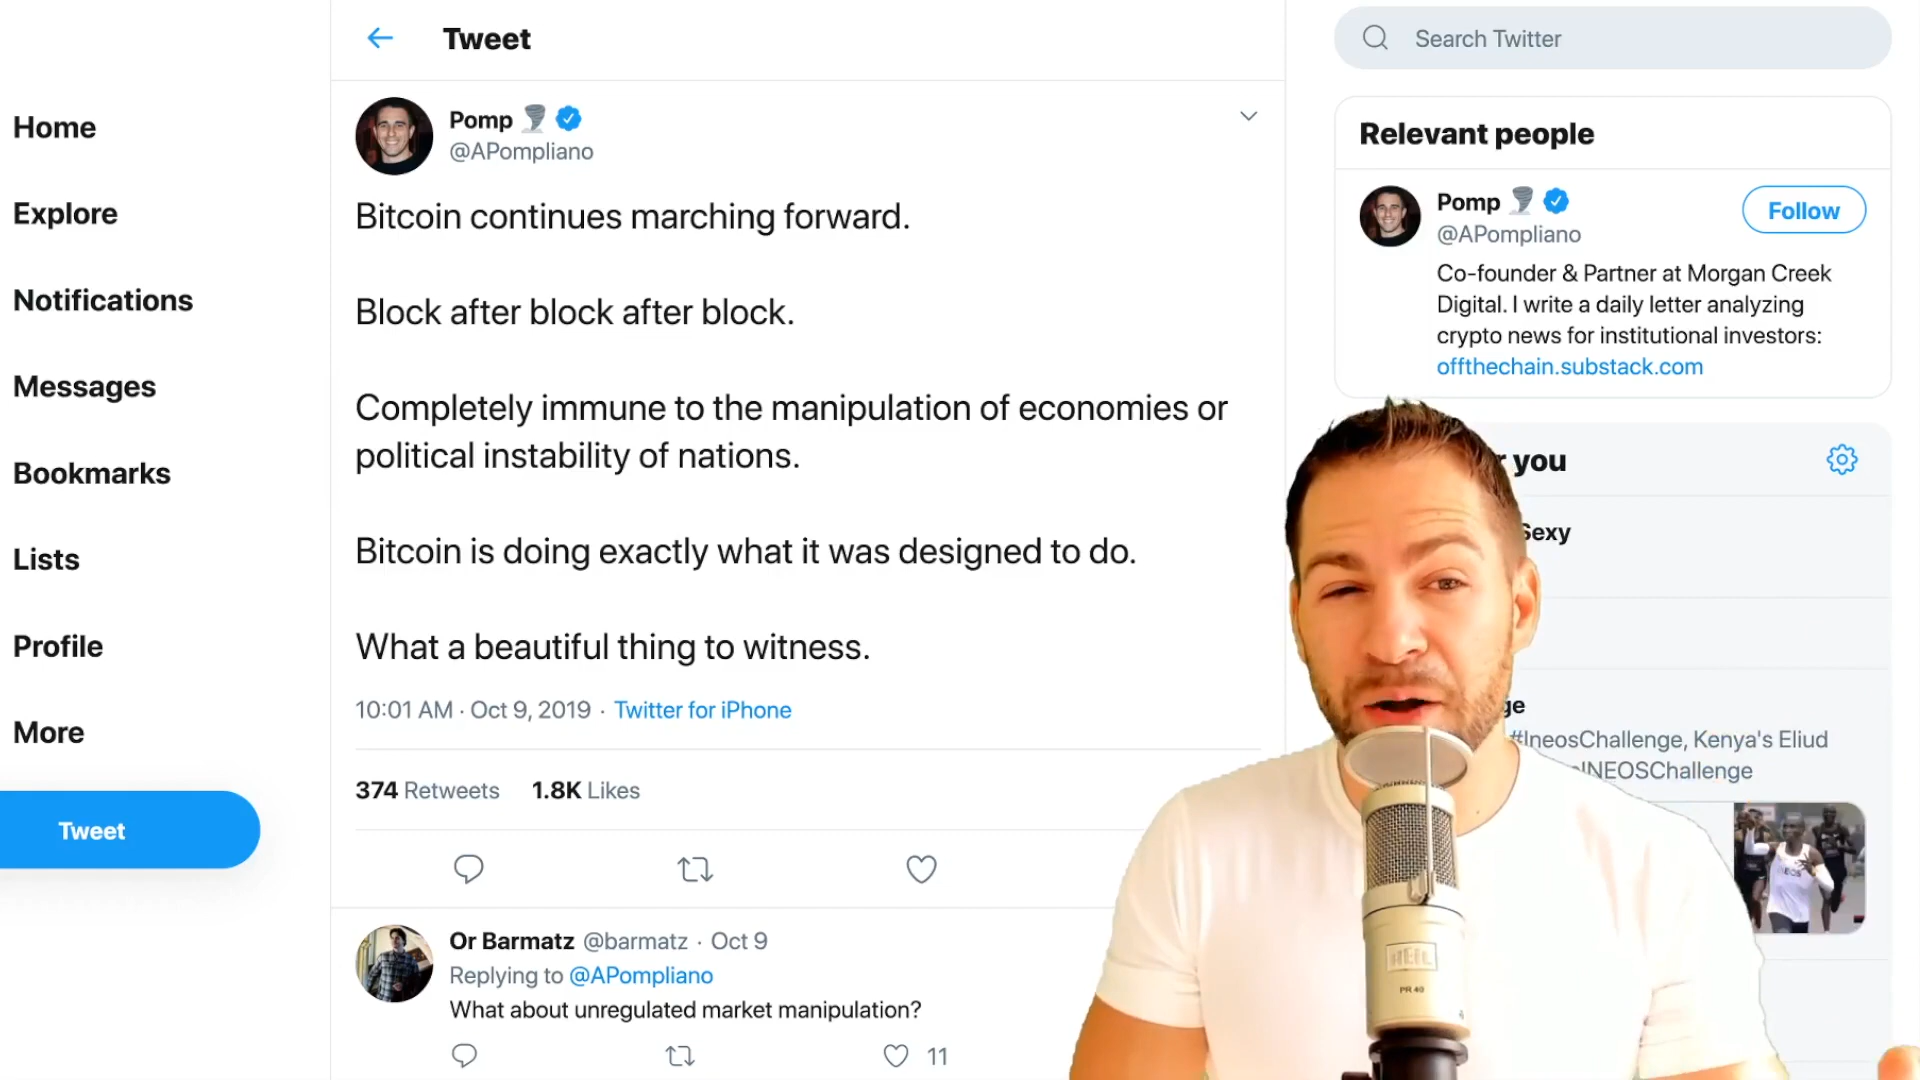 Tweet
Search Twitter
Home
Explore
Notifications
Messages
Bookmarks
Lists
Profile
More
Tweet
Pomp
@APompliano
Bitcoin continues marching forward.
Block after block after block.
Completely immune to the manipulation of economies or
political instability of nations.
Bitcoin is doing exactly what it was designed to do.
What a beautiful thing to witness.
10:01 AM · Oct 9, 2019 · Twitter for iPhone
374 Retweets 1.8K Likes
Or Barmatz @barmatz · Oct 9
Replying to @APompliano
What about unregulated market manipulation?
11
Relevant people
Pomp
@APompliano
Follow
Co-founder & Partner at Morgan Creek
Digital. I write a daily letter analyzing
crypto news for institutional investors:
offthechain.substack.com
you
Sexy
#IneosChallenge, Kenya's Eliud
INEOSChallenge
HEIL
PR 40